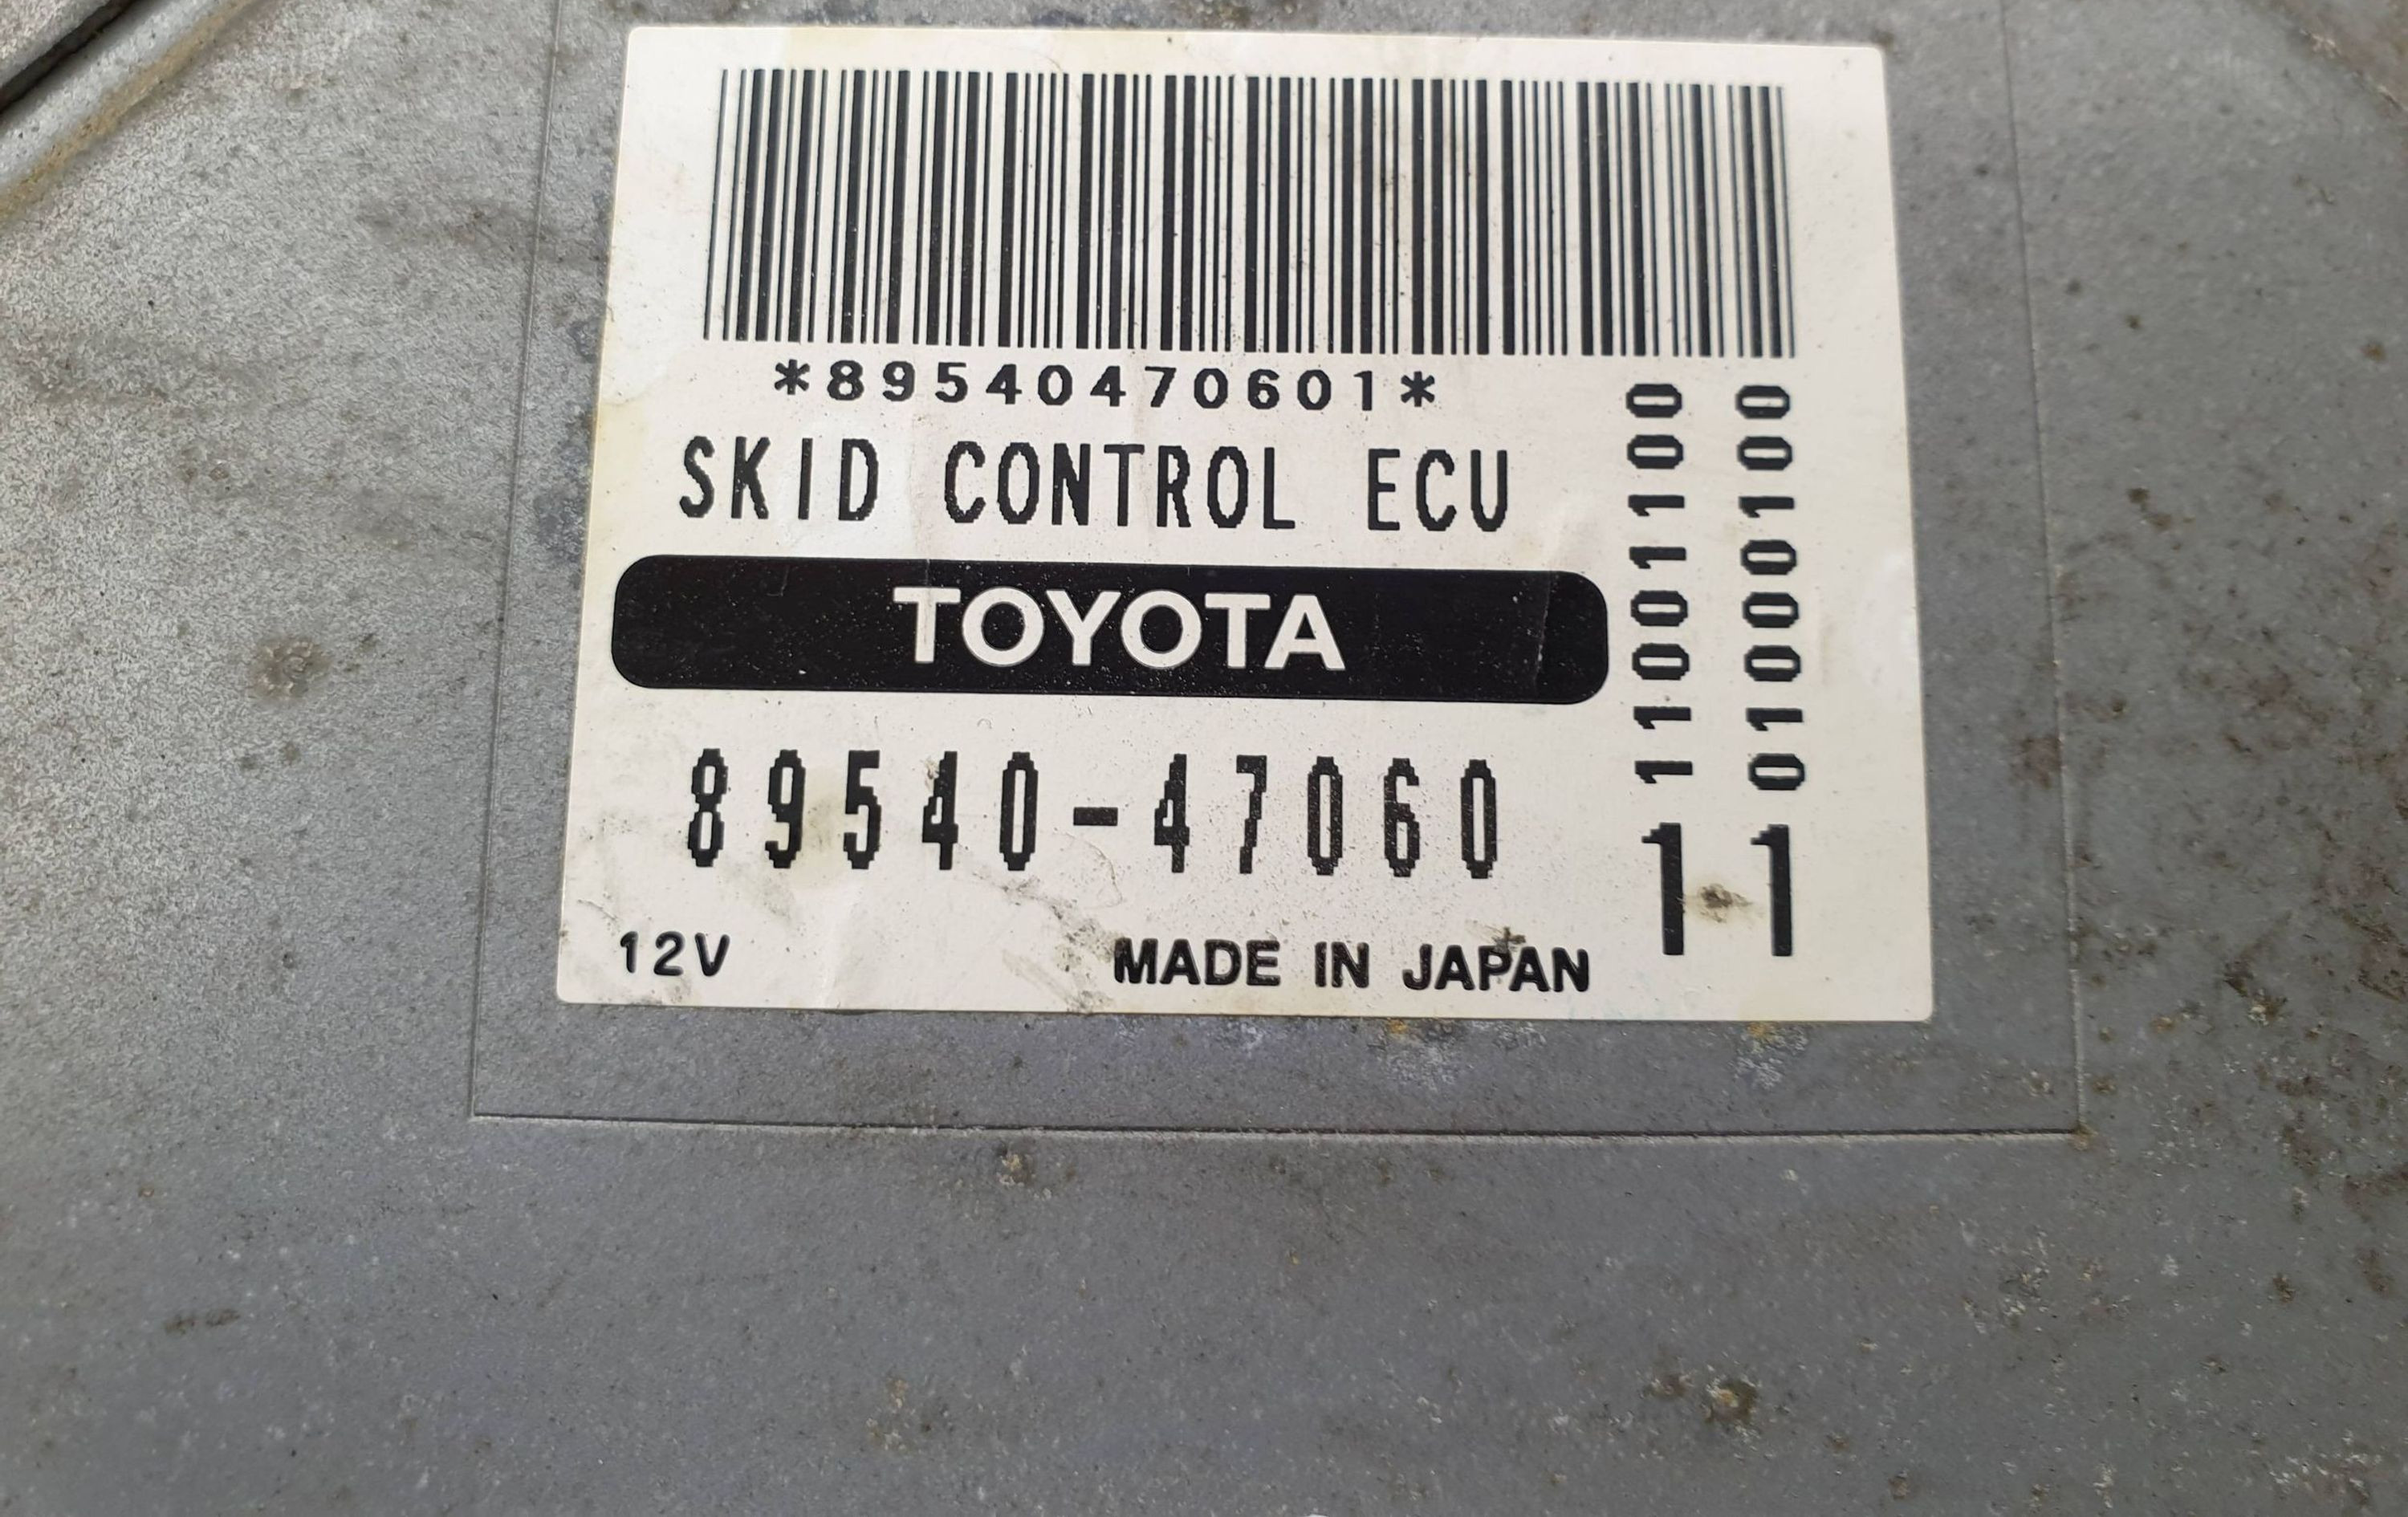 *89540470601*
SKID CONTROL ECU
TOYOTA
89540-47060
12V MADE IN JAPAN
11001100
01000100
11